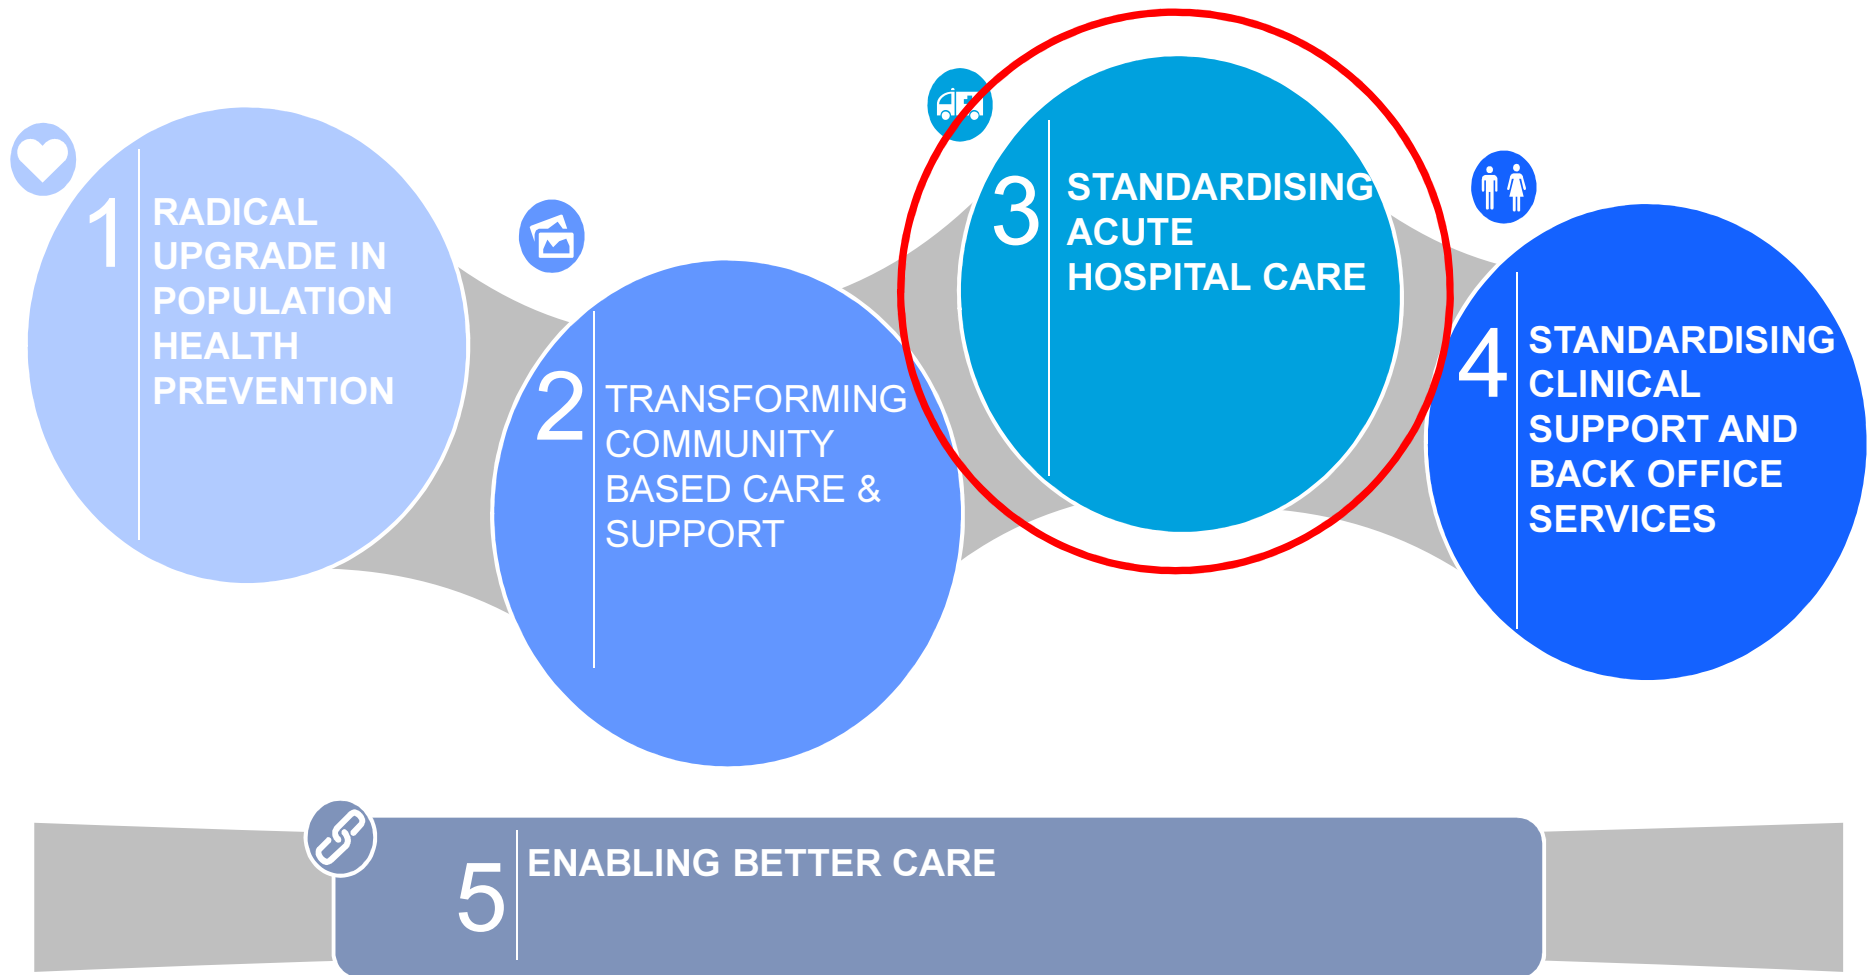 1
RADICAL
UPGRADE IN
POPULATION
HEALTH
PREVENTION
2
TRANSFORMING
COMMUNITY
BASED CARE &
SUPPORT
3
STANDARDISING
ACUTE
HOSPITAL CARE
4
STANDARDISING
CLINICAL
SUPPORT AND
BACK OFFICE
SERVICES
5
ENABLING BETTER CARE